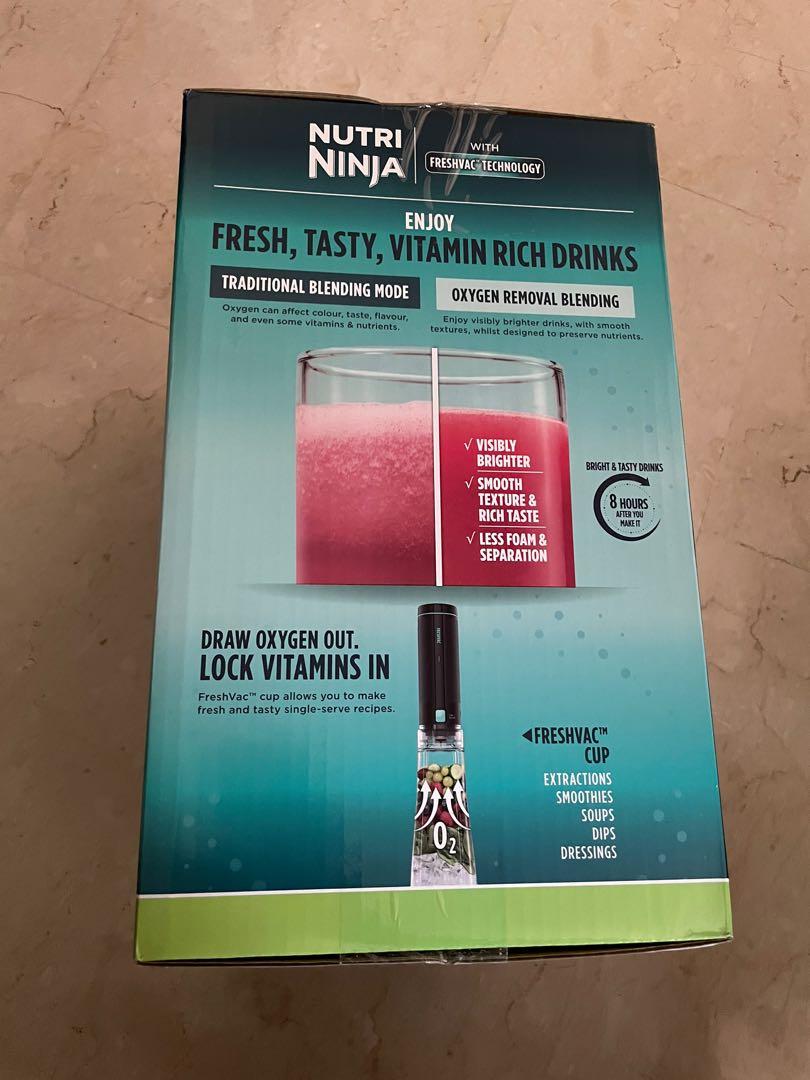 NUTRI
NINJA
WITH
FRESHVAC™ TECHNOLOGY
ENJOY
FRESH, TASTY, VITAMIN RICH DRINKS
TRADITIONAL BLENDING MODE
Oxygen can affect colour, taste, flavour,
and even some vitamins & nutrients.
OXYGEN REMOVAL BLENDING
Enjoy visibly brighter drinks, with smooth
textures, whilst designed to preserve nutrients.
√ VISIBLY
BRIGHTER
√ SMOOTH
TEXTURE &
RICH TASTE
√ LESS FOAM &
SEPARATION
BRIGHT & TASTY DRINKS
8 HOURS
AFTER YOU
MAKE IT
DRAW OXYGEN OUT.
LOCK VITAMINS IN
FreshVac™ cup allows you to make
fresh and tasty single-serve recipes.
O2
FRESHVAC™
CUP
EXTRACTIONS
SMOOTHIES
SOUPS
DIPS
DRESSINGS